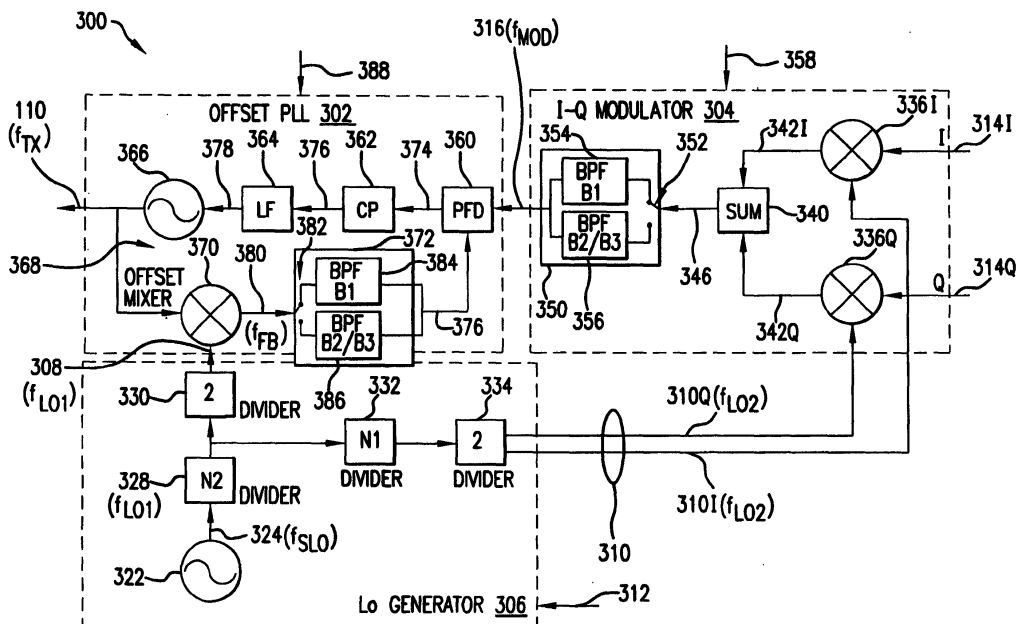 300
388
316(fMOD)
358
110
(fTX)
OFFSET PLL 302
I-Q MODULATOR 304
366
378
364
376
362
374
360
354
352
342I
336I
I
314I
LF
CP
PFD
BPF
B1
BPF
B2/B3
SUM
340
346
336Q
Q
314Q
342Q
350
356
368
OFFSET
MIXER
370
380
(fFB)
382
372
384
BPF
B1
BPF
B2/B3
376
386
308
(fLO1)
330
2
DIVIDER
332
N1
DIVIDER
334
2
DIVIDER
310Q(fLO2)
310I(fLO2)
310
328
(fLO1)
N2
DIVIDER
324(fSLO)
322
Lo GENERATOR 306
312